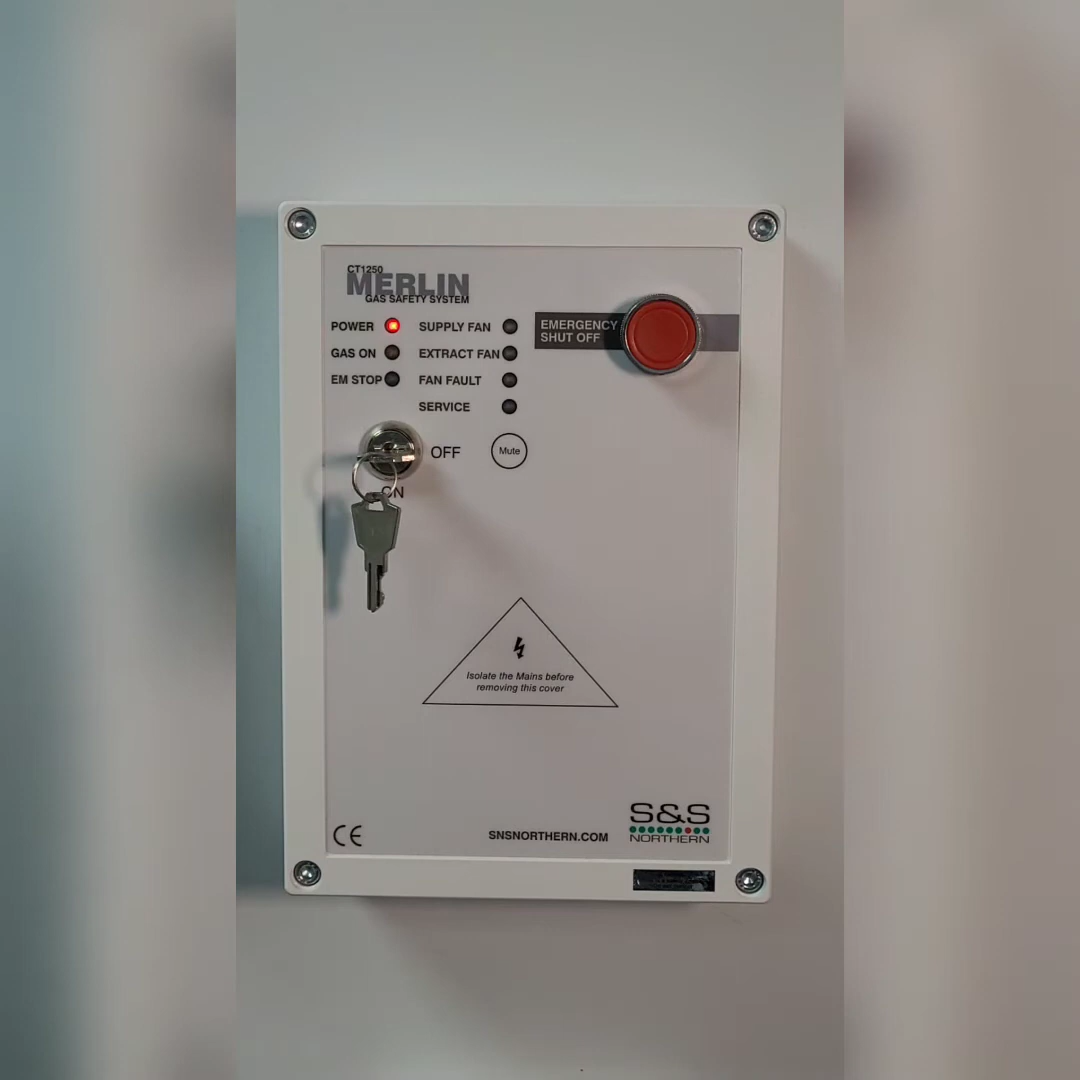 CT1250
MERLIN
GAS SAFETY SYSTEM
POWER
SUPPLY FAN
GAS ON
EXTRACT FAN
EM STOP
FAN FAULT
SERVICE
EMERGENCY
SHUT OFF
OFF
Mute
ON
Isolate the Mains before
removing this cover
CE
SNSNORTHERN.COM
S&S
NORTHERN